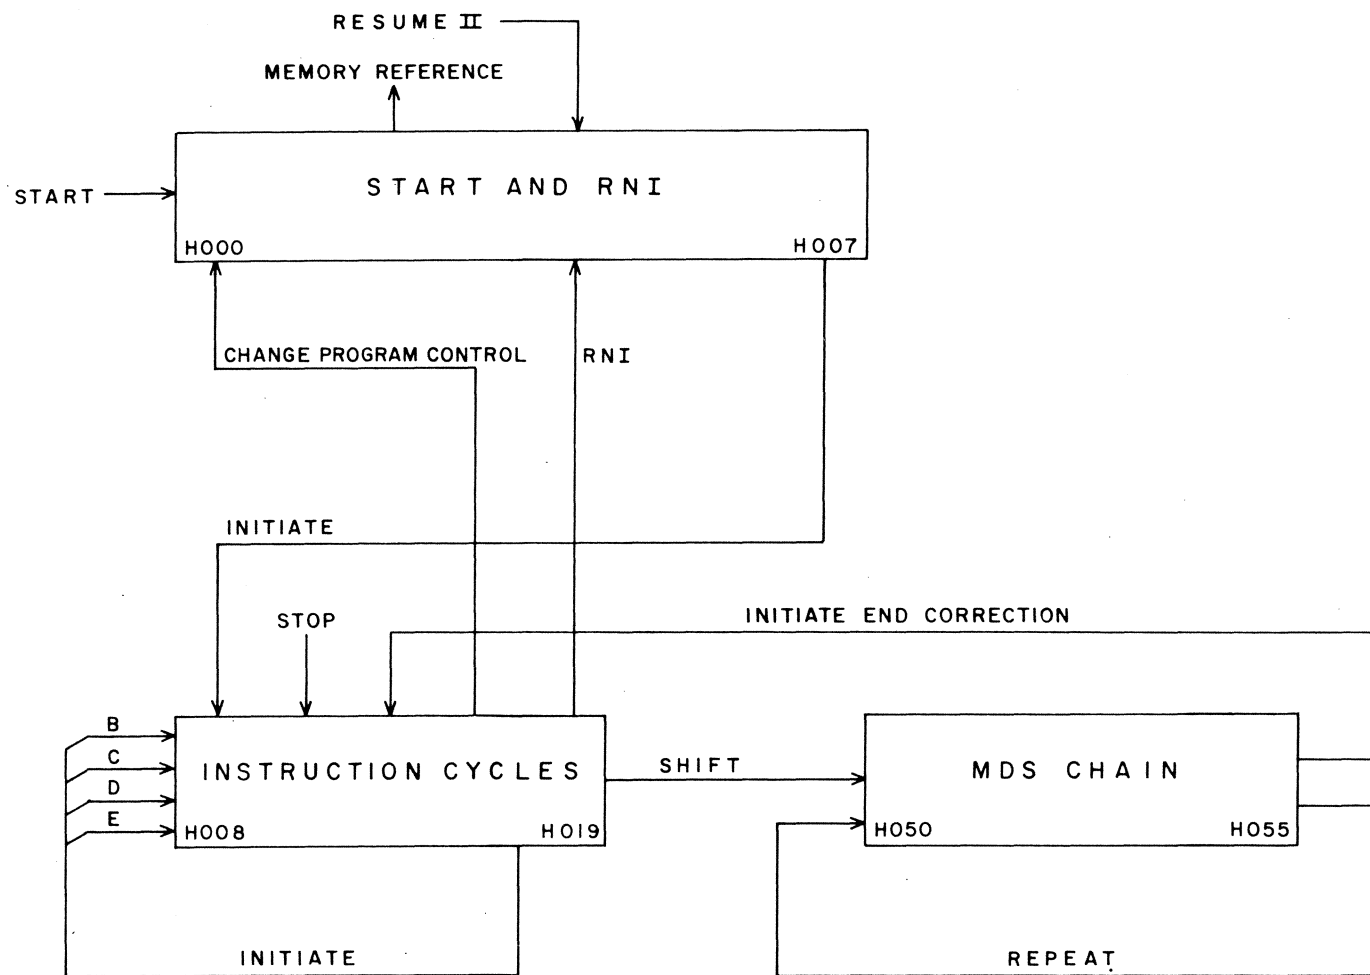 RESUME II
MEMORY REFERENCE
START
START AND RNI
H000
H007
CHANGE PROGRAM CONTROL
RNI
INITIATE
STOP
INITIATE END CORRECTION
B
C
D
E
INSTRUCTION CYCLES
H008
H019
SHIFT
MDS CHAIN
H050
H055
INITIATE
REPEAT